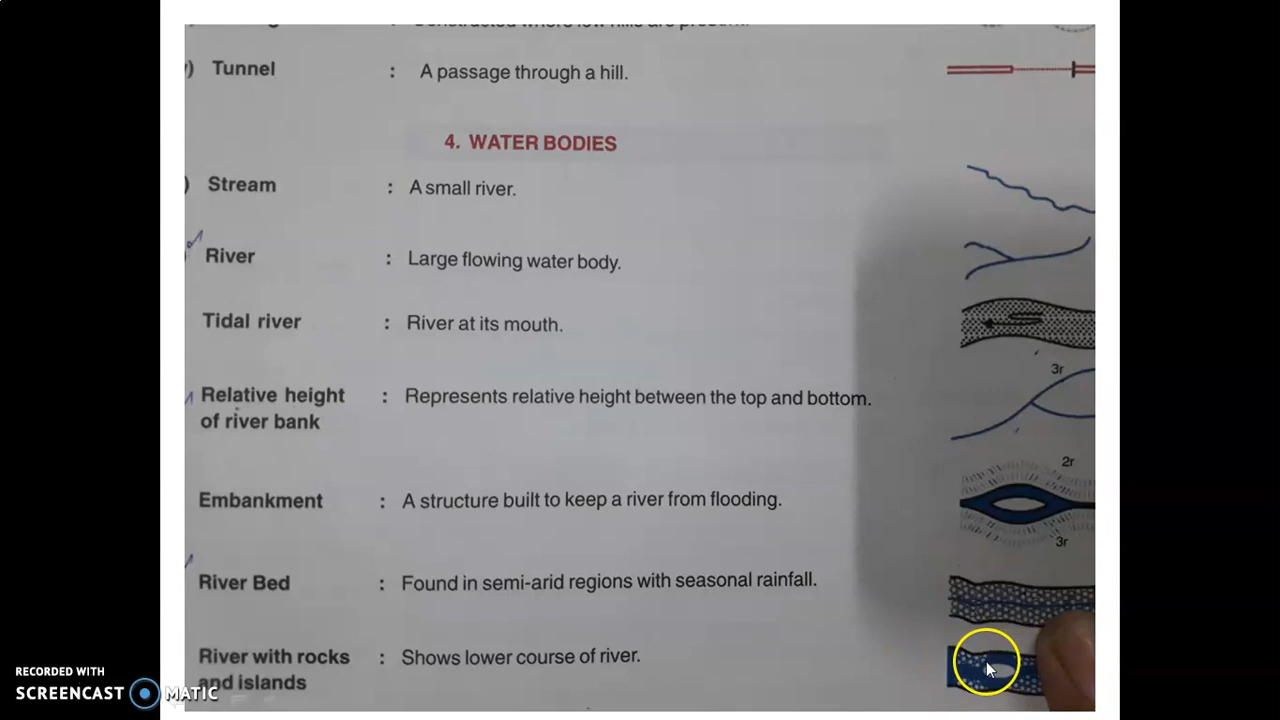 ) Tunnel : A passage through a hill.
4. WATER BODIES
) Stream : A small river.
River : Large flowing water body.
Tidal river : River at its mouth.
3r
Relative height : Represents relative height between the top and bottom.
of river bank
2r
Embankment : A structure built to keep a river from flooding.
3r
River Bed : Found in semi-arid regions with seasonal rainfall.
River with rocks : Shows lower course of river.
and islands
RECORDED WITH
SCREENCAST MATIC